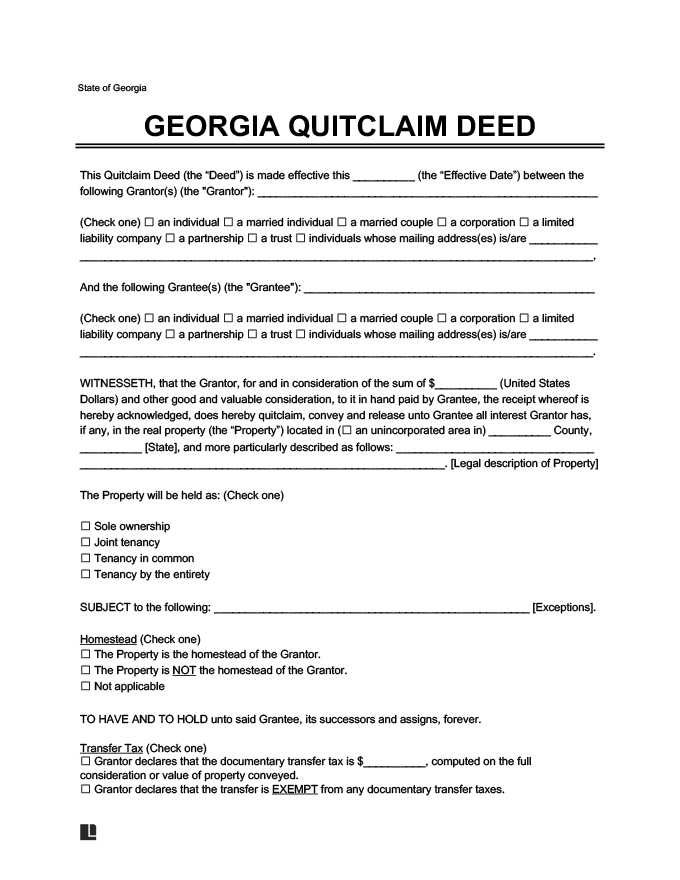 State of Georgia
GEORGIA QUITCLAIM DEED
This Quitclaim Deed (the “Deed”) is made effective this __________ (the “Effective Date”) between the
following Grantor(s) (the "Grantor"): ______________________________________________________
(Check one) ☐ an individual ☐ a married individual ☐ a married couple ☐ a corporation ☐ a limited
liability company ☐ a partnership ☐ a trust ☐ individuals whose mailing address(es) is/are ___________
__________________________________________________________________________________,
And the following Grantee(s) (the "Grantee"): _______________________________________________
(Check one) ☐ an individual ☐ a married individual ☐ a married couple ☐ a corporation ☐ a limited
liability company ☐ a partnership ☐ a trust ☐ individuals whose mailing address(es) is/are ___________
__________________________________________________________________________________.
WITNESSETH, that the Grantor, for and in consideration of the sum of $__________ (United States
Dollars) and other good and valuable consideration, to it in hand paid by Grantee, the receipt whereof is
hereby acknowledged, does hereby quitclaim, convey and release unto Grantee all interest Grantor has,
if any, in the real property (the “Property”) located in (☐ an unincorporated area in) __________ County,
__________ [State], and more particularly described as follows: ________________________________
__________________________________________________________. [Legal description of Property]
The Property will be held as: (Check one)
☐ Sole ownership
☐ Joint tenancy
☐ Tenancy in common
☐ Tenancy by the entirety
SUBJECT to the following: ___________________________________________________ [Exceptions].
Homestead (Check one)
☐ The Property is the homestead of the Grantor.
☐ The Property is NOT the homestead of the Grantor.
☐ Not applicable
TO HAVE AND TO HOLD unto said Grantee, its successors and assigns, forever.
Transfer Tax (Check one)
☐ Grantor declares that the documentary transfer tax is $__________, computed on the full
consideration or value of property conveyed.
☐ Grantor declares that the transfer is EXEMPT from any documentary transfer taxes.